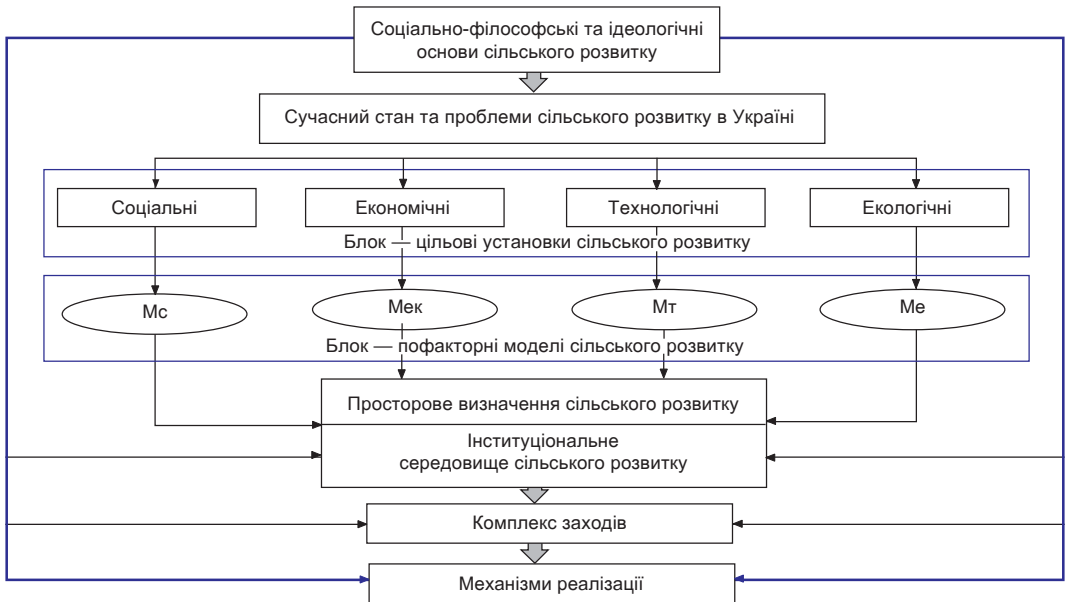 Соціально-філософські та ідеологічні
основи сільського розвитку
Сучасний стан та проблеми сільського розвитку в Україні
Соціальні
Економічні
Технологічні
Екологічні
Блок — цільові установки сільського розвитку
Мс
Мек
Мт
Ме
Блок — пофакторні моделі сільського розвитку
Просторове визначення сільського розвитку
Інституціональне
середовище сільського розвитку
Комплекс заходів
Механізми реалізації